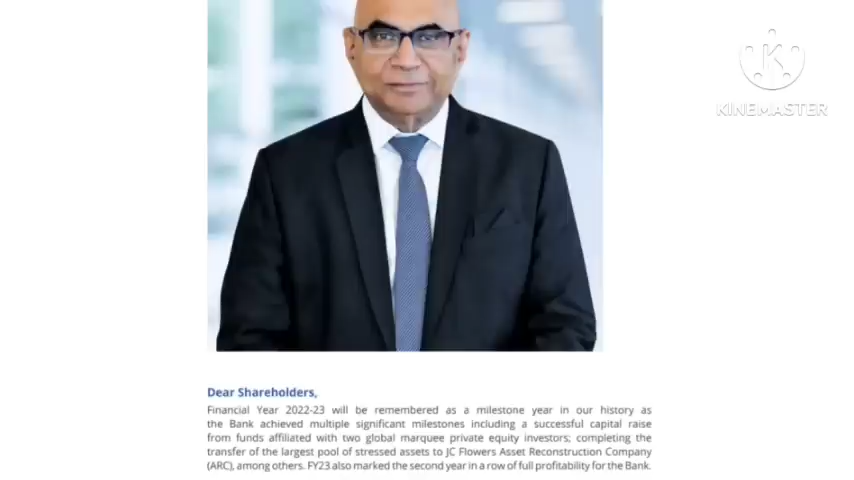 K
KINEMASTER
Dear Shareholders,
Financial Year 2022-23 will be remembered as a milestone year in our history as
the Bank achieved multiple significant milestones including a successful capital raise
from funds affiliated with two global marquee private equity investors; completing the
transfer of the largest pool of stressed assets to JC Flowers Asset Reconstruction Company
(ARC), among others. FY23 also marked the second year in a row of full profitability for the Bank.